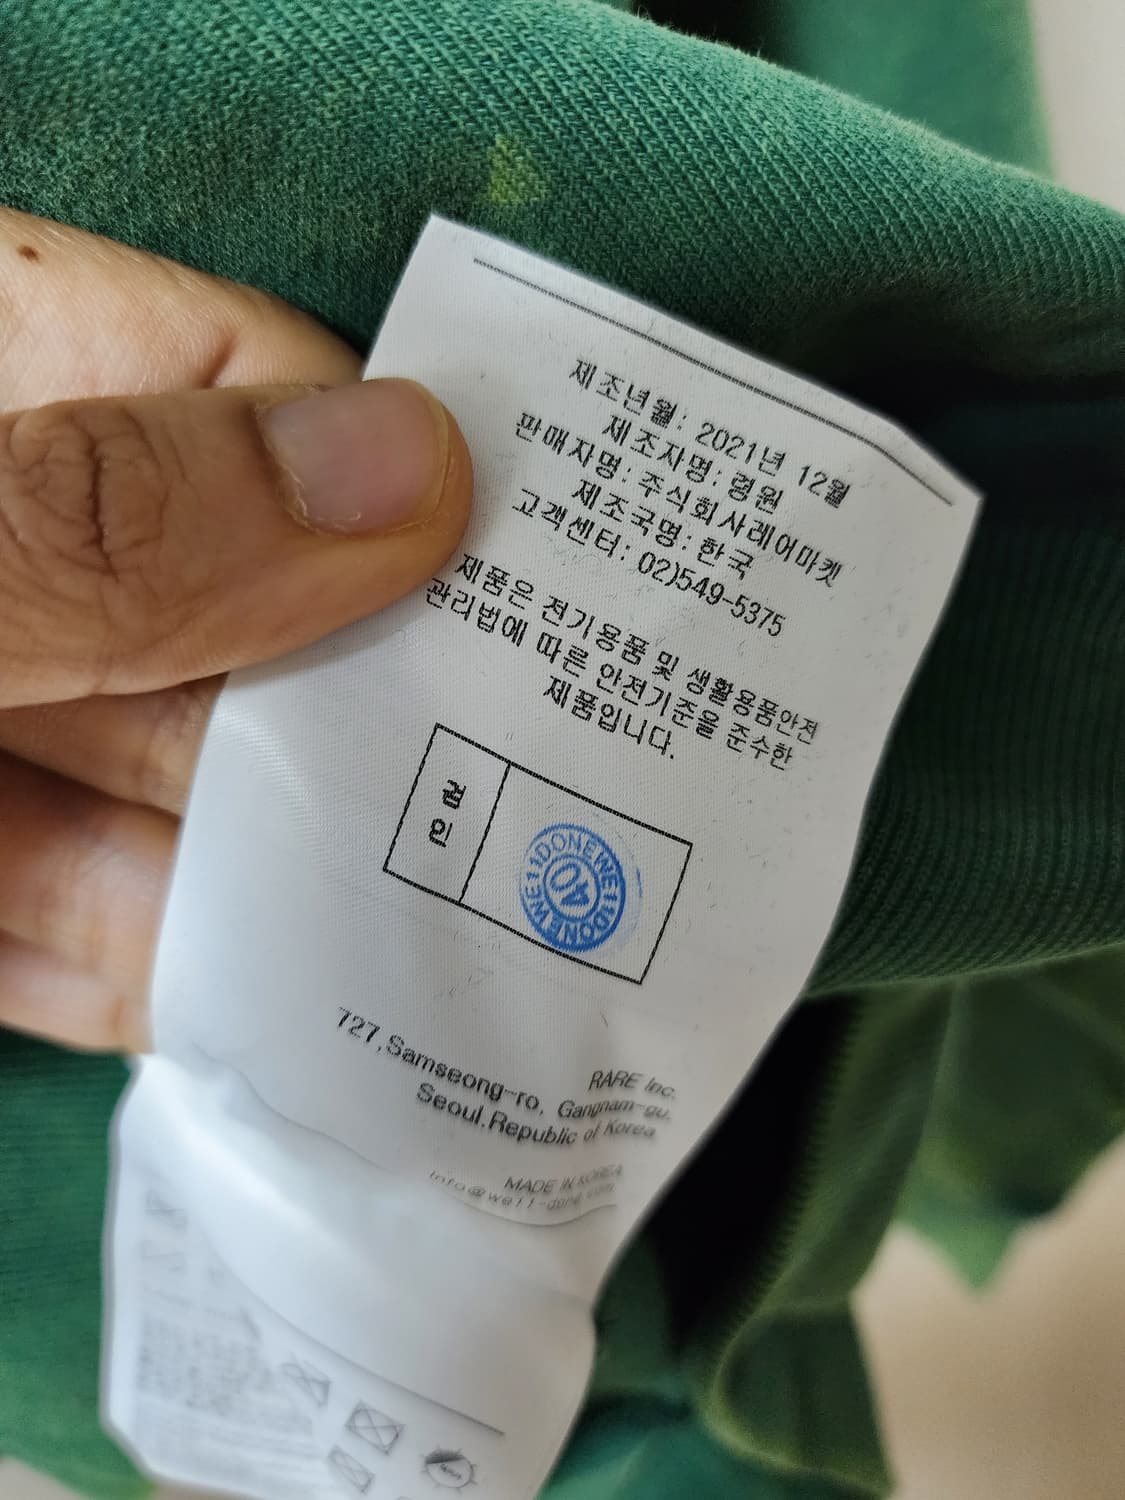 제조년월: 2021년 12월
제조자명: 령원
판매자명: 주식회사레어마켓
제조국명: 한국
고객센터: 02)549-5375
제품은 전기용품 및 생활용품안전
관리법에 따른 안전기준을 준수한
제품입니다.
검
인
WE11DONEWE11DONE
40
RARE Inc.
727,Samseong-ro, Gangnam-gu,
Seoul,Republic of Korea
MADE IN KOREA
info@we11-done.com